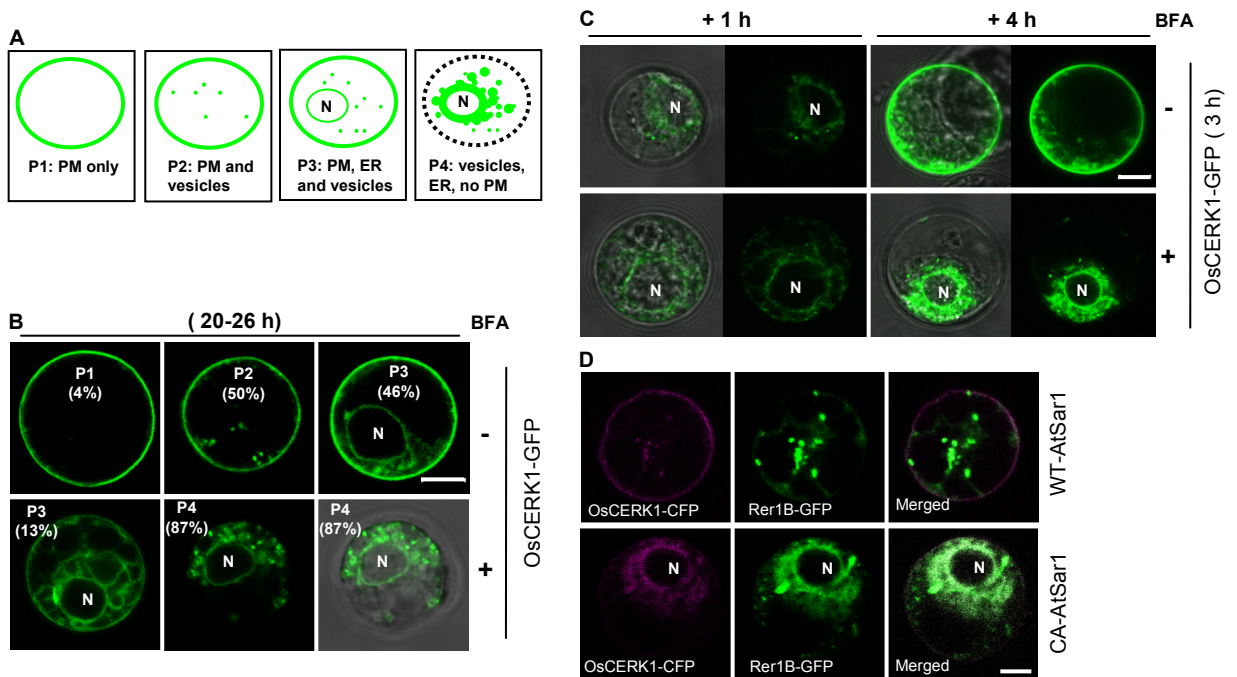 A
N
N
P1: PM only
P2: PM and
vesicles
P3: PM, ER
and vesicles
P4: vesicles,
ER, no PM
B
( 20-26 h)
BFA
P1
(4%)
P2
(50%)
P3
(46%)
N
-
P3
(13%)
N
P4
(87%)
N
P4
(87%)
N
+
OsCERK1-GFP
C
+ 1 h
+ 4 h
BFA
N
N
-
N
N
N
N
+
OsCERK1-GFP ( 3 h)
D
OsCERK1-CFP
Rer1B-GFP
Merged
WT-AtSar1
N
N
N
OsCERK1-CFP
Rer1B-GFP
Merged
CA-AtSar1